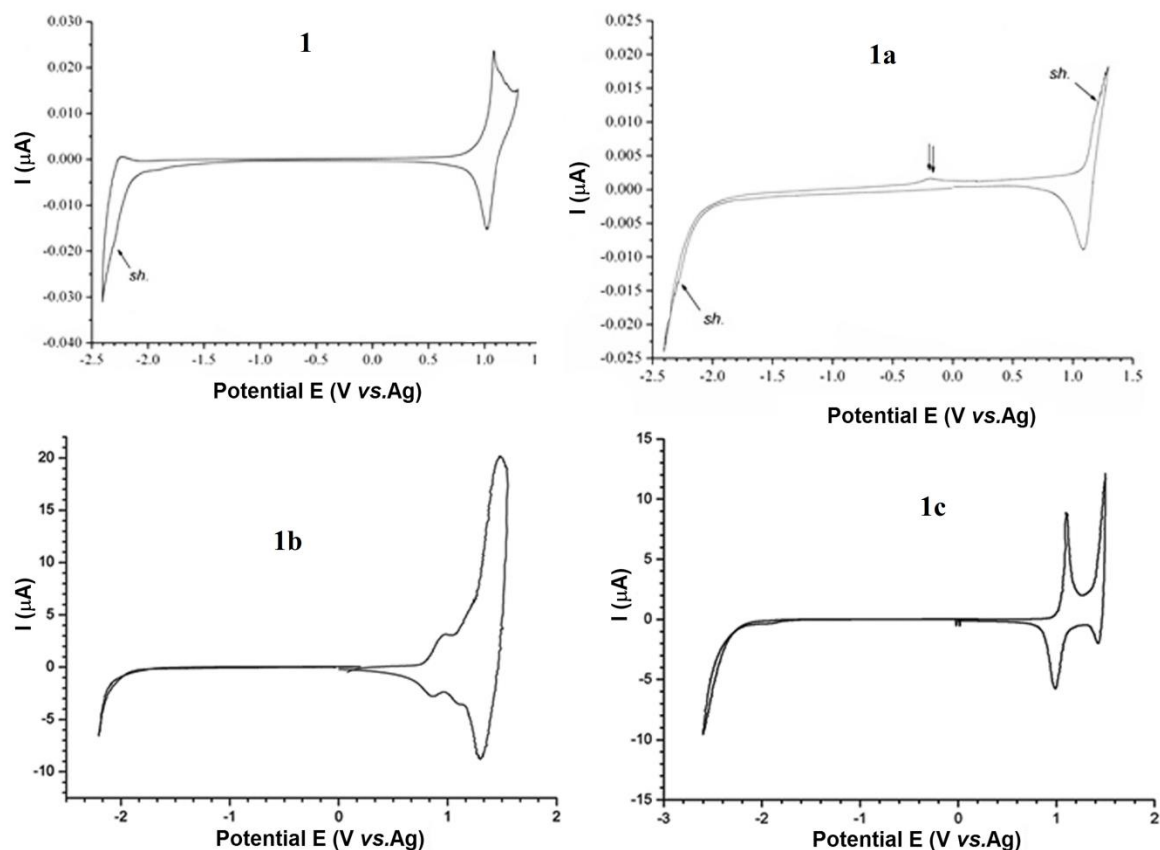 1
I (μA)
0.030
0.020
0.010
0.000
-0.010
-0.020
-0.030
-0.040
sh.
-2.5 -2.0 -1.5 -1.0 -0.5 0.0 0.5 1.0 1
Potential E (V vs.Ag)
1a
I (μA)
0.025
0.020
0.015
0.010
0.005
0.000
-0.005
-0.010
-0.015
-0.020
-0.025
sh.
sh.
-2.5 -2.0 -1.5 -1.0 -0.5 0.0 0.5 1.0 1.5
Potential E (V vs.Ag)
1b
I (μA)
20
15
10
5
0
-5
-10
-2 -1 0 1 2
Potential E (V vs.Ag)
1c
I (μA)
15
10
5
0
-5
-10
-15
-3 -2 -1 0 1 2
Potential E (V vs.Ag)